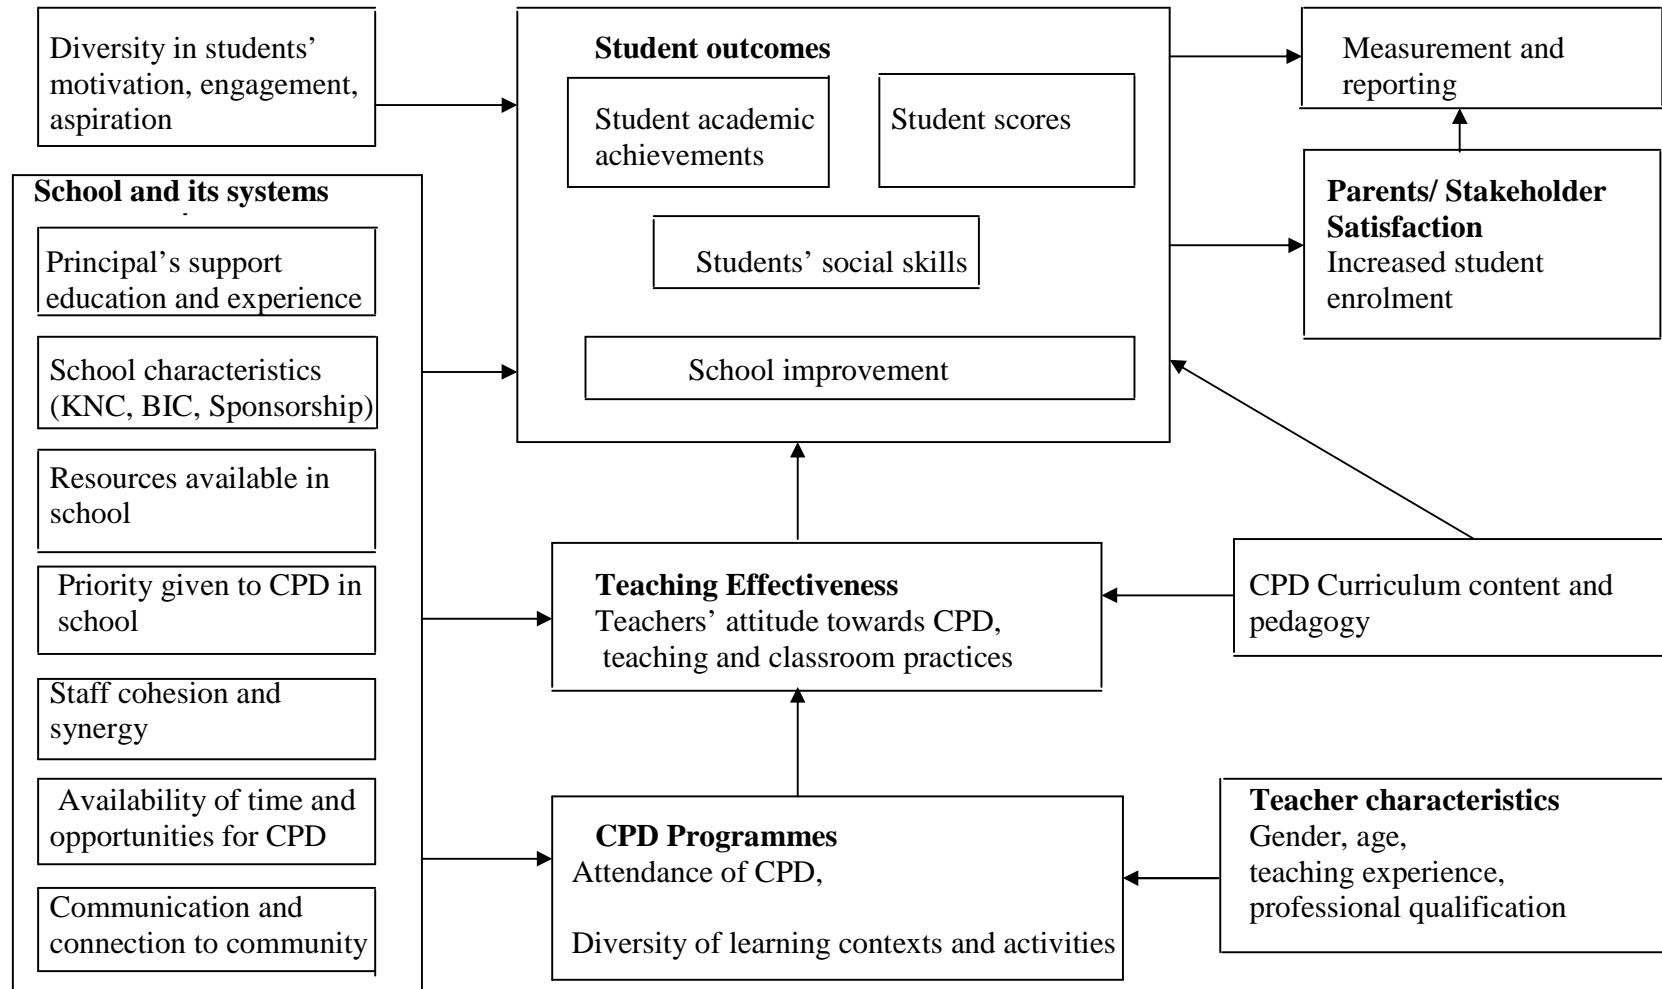 Diversity in students’
motivation, engagement,
aspiration
School and its systems
Principal’s support
education and experience
School characteristics
(KNC, BIC, Sponsorship)
Resources available in
school
Priority given to CPD in
school
Staff cohesion and
synergy
Availability of time and
opportunities for CPD
Communication and
connection to community
Student outcomes
Student academic
achievements
Student scores
Students’ social skills
School improvement
Teaching Effectiveness
Teachers’ attitude towards CPD,
teaching and classroom practices
CPD Programmes
Attendance of CPD,
Diversity of learning contexts and activities
Measurement and
reporting
Parents/ Stakeholder
Satisfaction
Increased student
enrolment
CPD Curriculum content and
pedagogy
Teacher characteristics
Gender, age,
teaching experience,
professional qualification